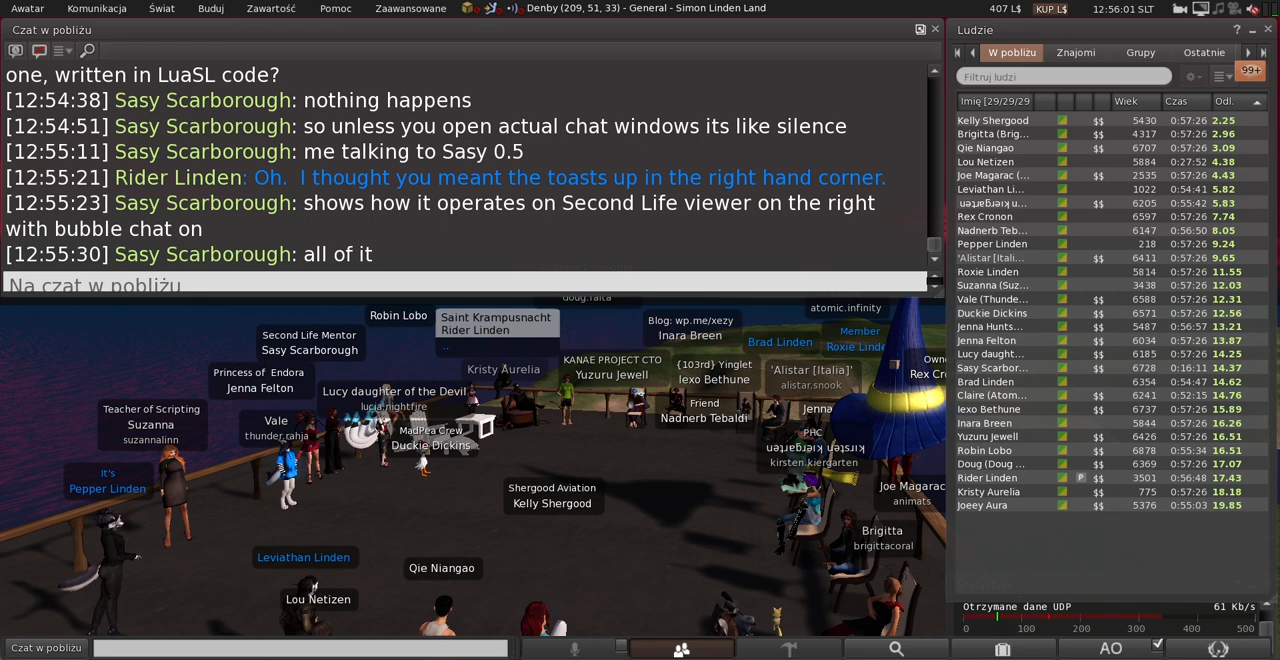 Awatar Komunikacja Świat Buduj Zawartość Pomoc Zaawansowane Denby (209, 51, 33) - General - Simon Linden Land 407 L$ KUP L$ 12:56:01 SLT
Czat w pobliżu
one, written in LuaSL code?
[12:54:38] Sasy Scarborough: nothing happens
[12:54:51] Sasy Scarborough: so unless you open actual chat windows its like silence
[12:55:11] Sasy Scarborough: me talking to Sasy 0.5
[12:55:21] Rider Linden: Oh. I thought you meant the toasts up in the right hand corner.
[12:55:23] Sasy Scarborough: shows how it operates on Second Life viewer on the right
with bubble chat on
[12:55:30] Sasy Scarborough: all of it
Na czat w pobliżu
doug.falta
atomic.infinity
Robin Lobo
Saint Krampusnacht
Rider Linden
..
Second Life Mentor
Sasy Scarborough
Blog: wp.me/xezy
Inara Breen
Brad Linden
Member
Roxie Linde
Princess of Endora
Jenna Felton
Kristy Aurelia
KANAE PROJECT CTO
Yuzuru Jewell
{103rd} Yinglet
Iexo Bethune
'Alistar [Italia]'
alistar.snook
Own
Rex Cr
Lucy daughter of the Devil
lucia.nightfire
Friend
Nadnerb Tebaldi
Jenna
Teacher of Scripting
Suzanna
suzannalinn
Vale
thunder.rahja
MadPea Crew
Duckie Dickins
PHC
kirsten.kiergarten
It's
Pepper Linden
Shergood Aviation
Kelly Shergood
Joe Magarac
animats
Brigitta
brigittacoral
Leviathan Linden
Qie Niangao
Lou Netizen
Czat w pobliżu
AO
Ludzie
W pobliżu Znajomi Grupy Ostatnie
99+
Filtruj ludzi
Imię [29/29/29 Wiek Czas Odl.
Kelly Shergood $$ 5430 0:57:26 2.25
Brigitta (Brig... $$ 4317 0:57:26 2.96
Qie Niangao $$ 6707 0:57:26 3.09
Lou Netizen 5884 0:27:52 4.38
Joe Magarac (... $$ 2535 0:57:26 4.43
Leviathan Li... 1022 0:54:41 5.82
$$ 6205 0:55:42 5.83
Rex Cronon 6597 0:57:26 7.74
Nadnerb Teb... 6147 0:56:50 8.05
Pepper Linden 218 0:57:26 9.24
'Alistar [Itali... $$ 6411 0:57:26 9.65
Roxie Linden 5814 0:57:26 11.55
Suzanna (Suz... 3438 0:57:26 12.03
Vale (Thunde... $$ 6588 0:57:26 12.31
Duckie Dickins $$ 6571 0:57:26 12.56
Jenna Hunts... $$ 5487 0:56:57 13.21
Jenna Felton $$ 6034 0:57:26 13.87
Lucy daught... $$ 6185 0:57:26 14.25
Sasy Scarbor... $$ 6728 0:16:11 14.37
Brad Linden 6354 0:54:47 14.62
Claire (Atom... $$ 6241 0:52:15 14.76
Iexo Bethune $$ 6737 0:57:26 15.89
Inara Breen 5844 0:57:26 16.26
Yuzuru Jewell $$ 6426 0:57:26 16.51
Robin Lobo $$ 6878 0:55:34 16.51
Doug (Doug ... $$ 6369 0:57:26 17.07
Rider Linden P $$ 3501 0:56:48 17.43
Kristy Aurelia $$ 775 0:57:26 18.18
Joeey Aura 5376 0:55:03 19.85
Otrzymane dane UDP 61 Kb/s
0 100 200 300 400 500